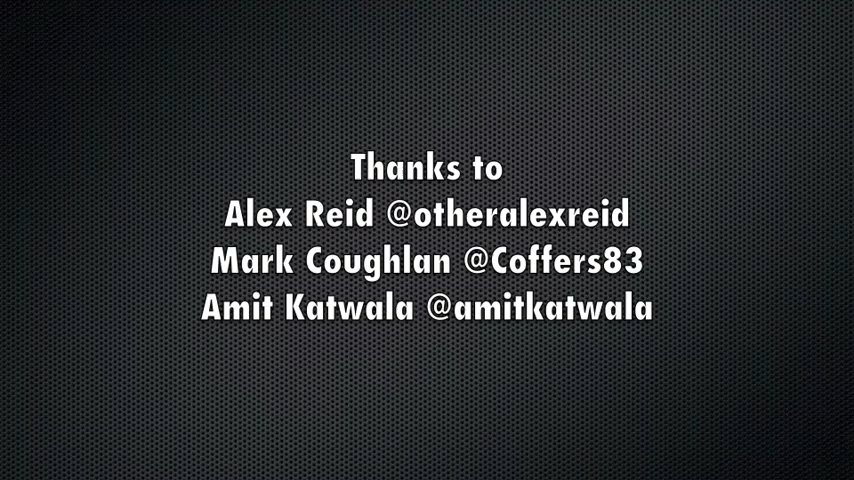 Thanks to
Alex Reid @otheralexreid
Mark Coughlan @Coffers83
Amit Katwala @amitkatwala